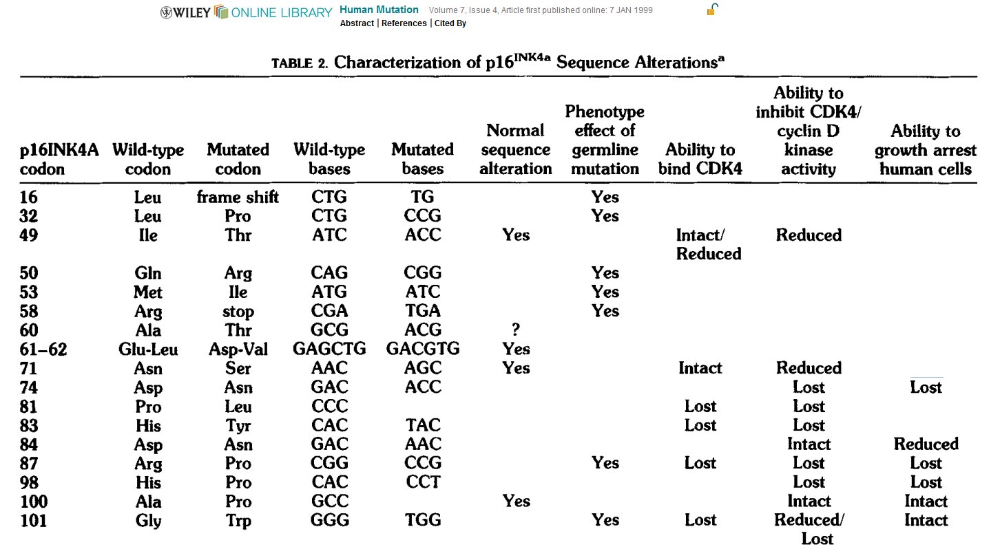 WILEY ONLINE LIBRARY Human Mutation Volume 7, Issue 4, Article first published online: 7 JAN 1999
Abstract | References | Cited By
TABLE 2. Characterization of p16INK4a Sequence Alterationsa
Ability to
Phenotype inhibit CDK4/
Normal effect of cyclin D Ability to
p16INK4A Wild-type Mutated Wild-type Mutated sequence germline Ability to kinase growth arrest
codon codon codon bases bases alteration mutation bind CDK4 activity human cells
16 Leu frame shift CTG TG Yes
32 Leu Pro CTG CCG Yes
49 Ile Thr ATC ACC Yes Intact/ Reduced
Reduced
50 Gln Arg CAG CGG Yes
53 Met Ile ATG ATC Yes
58 Arg stop CGA TGA Yes
60 Ala Thr GCG ACG ?
61–62 Glu-Leu Asp-Val GAGCTG GACGTG Yes
71 Asn Ser AAC AGC Yes Intact Reduced
74 Asp Asn GAC ACC Lost Lost
81 Pro Leu CCC Lost Lost
83 His Tyr CAC TAC Lost Lost
84 Asp Asn GAC AAC Intact Reduced
87 Arg Pro CGG CCG Yes Lost Lost Lost
98 His Pro CAC CCT Lost Lost
100 Ala Pro GCC Yes Intact Intact
101 Gly Trp GGG TGG Yes Lost Reduced/ Intact
Lost